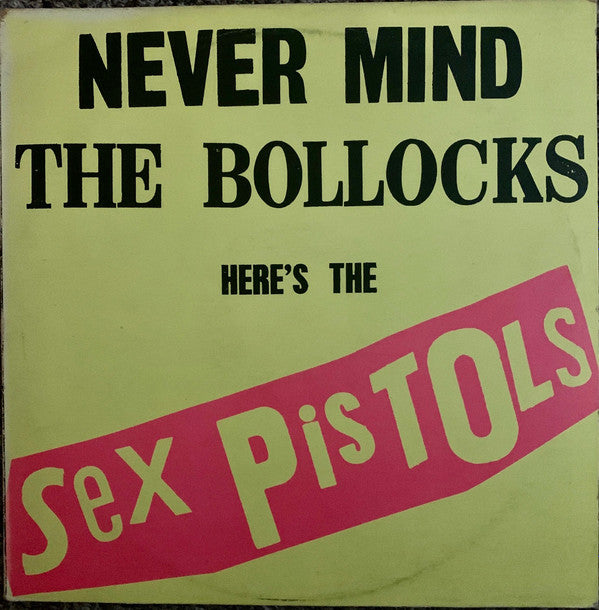 NEVER MIND
THE BOLLOCKS
HERE'S THE
Sex PisTOLS